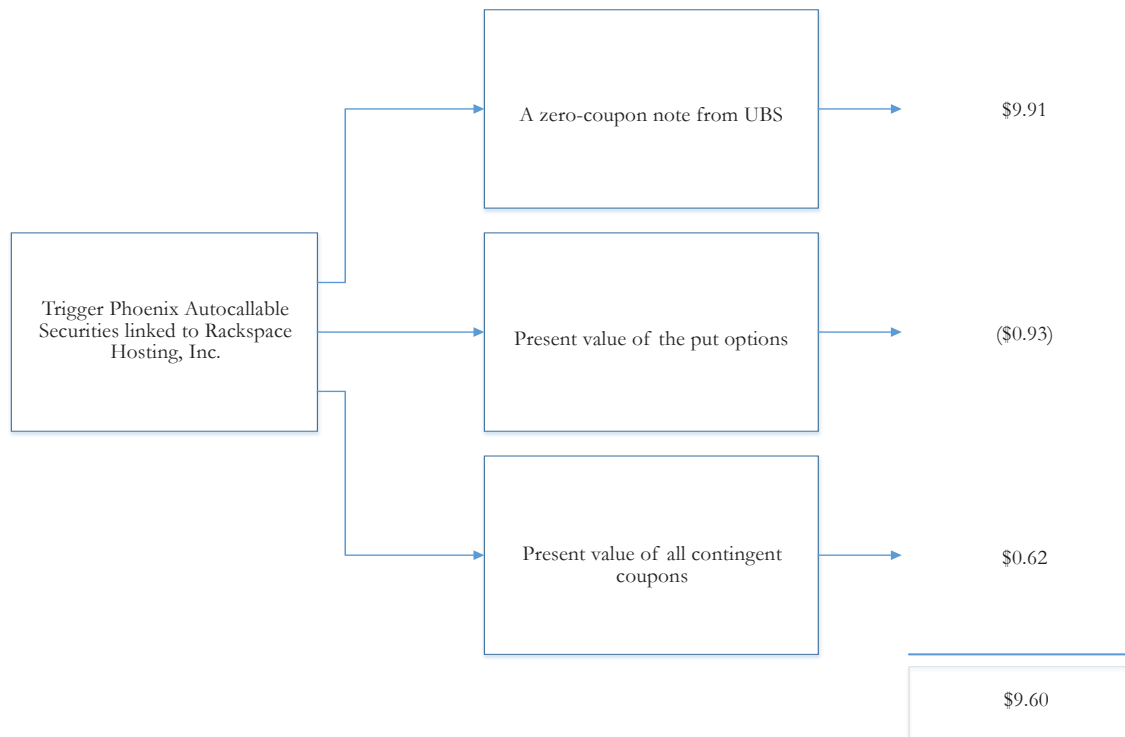 A zero-coupon note from UBS
$9.91
Trigger Phoenix Autocallable
Securities linked to Rackspace
Hosting, Inc.
Present value of the put options
($0.93)
Present value of all contingent
coupons
$0.62
$9.60